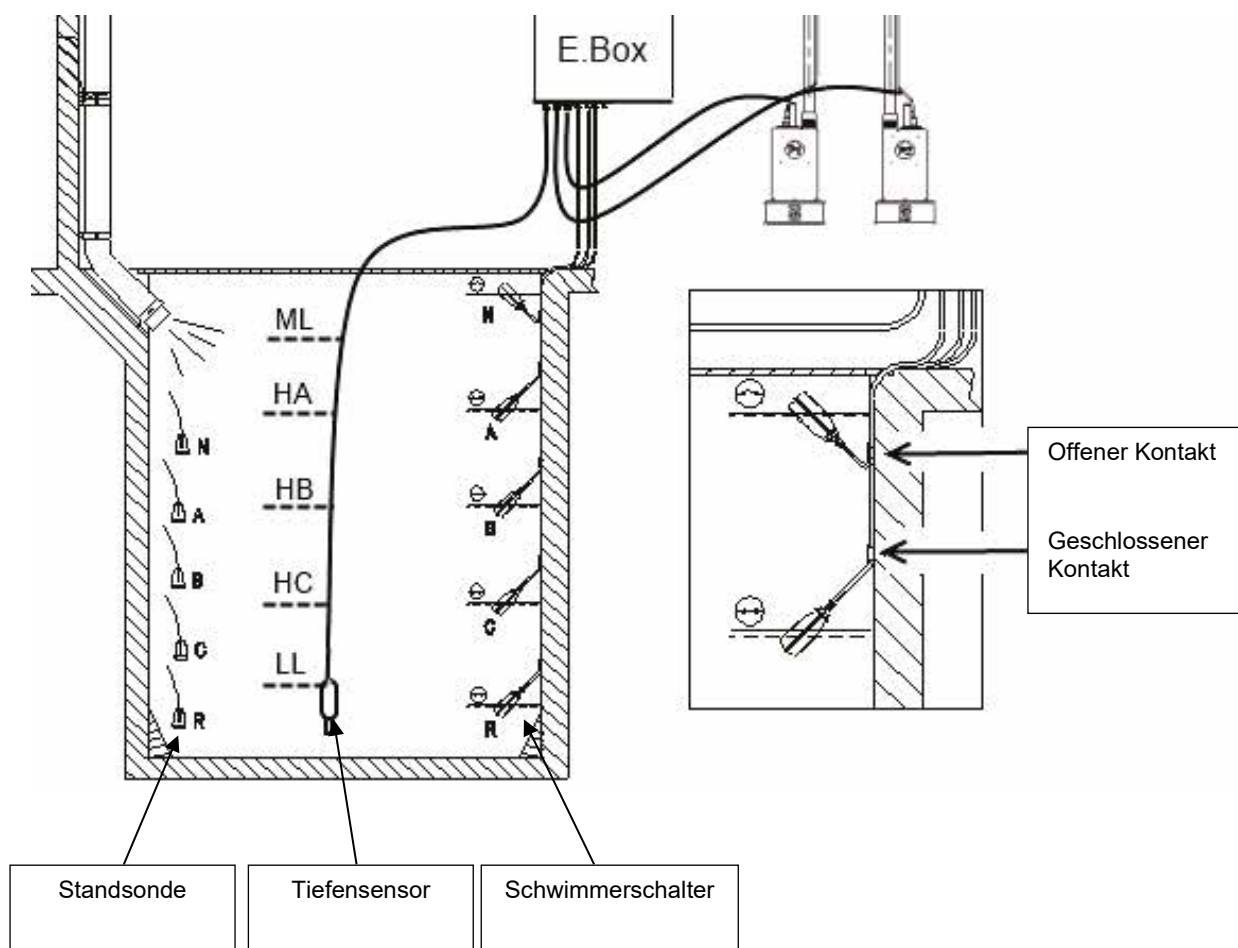 E.Box
ML
HA
HB
HC
LL
N
A
B
C
R
N
A
B
C
R
Offener Kontakt
Geschlossener
Kontakt
Standsonde
Tiefensensor
Schwimmerschalter